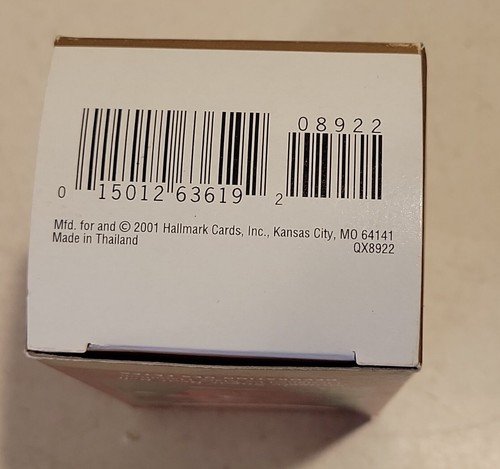 08922
0 15012 63619 2
Mfd. for and © 2001 Hallmark Cards, Inc., Kansas City, MO 64141
Made in Thailand
QX8922